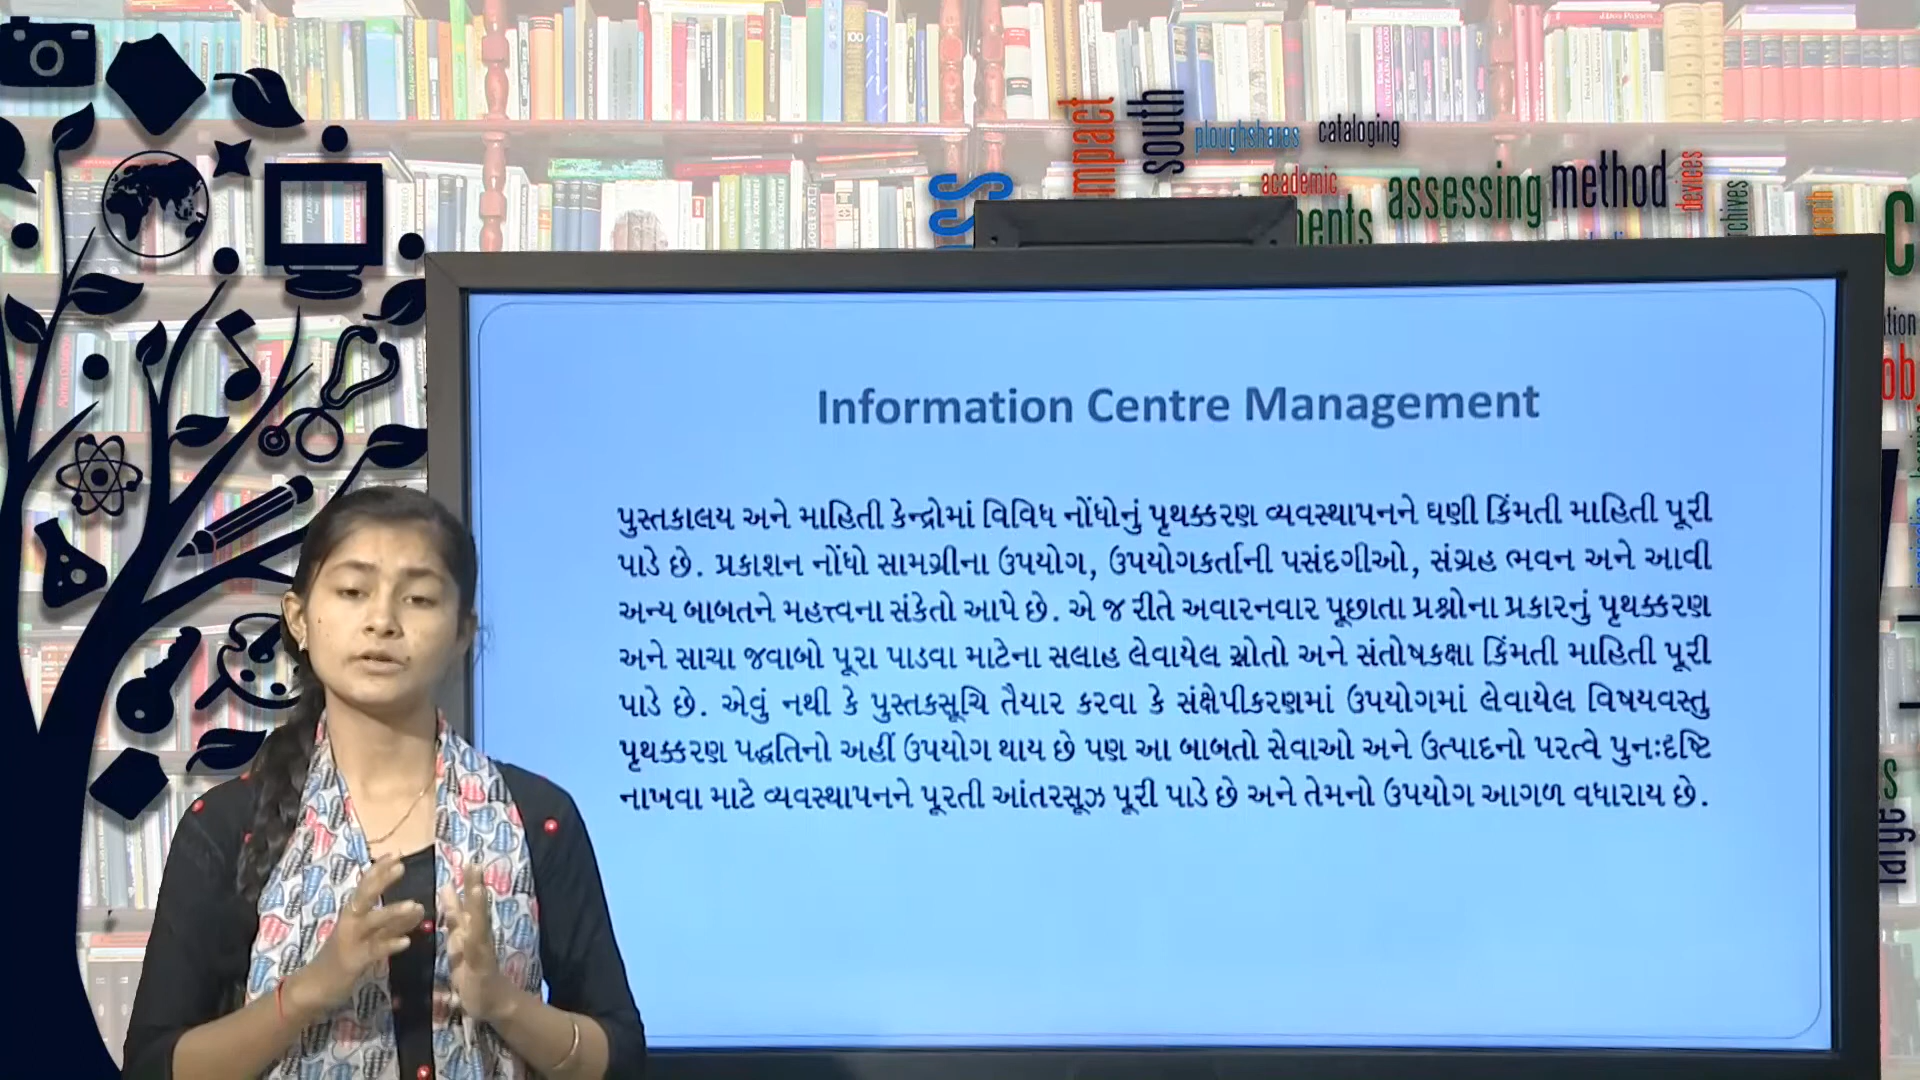 impact
south
ploughshares
cataloging
academic
assessing
method
devices
Information Centre Management
પુસ્તકાલય અને માહિતી કેન્દ્રોમાં વિવિધ નોંધોનું પૃથક્કરણ વ્યવસ્થાપનને ઘણી કિંમતી માહિતી પૂરી
પાડે છે. પ્રકાશન નોંધો સામગ્રીના ઉપયોગ, ઉપયોગકર્તાની પસંદગીઓ, સંગ્રહ ભવન અને આવી
અન્ય બાબતને મહત્ત્વના સંકેતો આપે છે. એ જ રીતે અવારનવાર પૂછાતા પ્રશ્નોના પ્રકારનું પૃથક્કરણ
અને સાચા જવાબો પૂરા પાડવા માટેના સલાહ લેવાયેલ સ્રોતો અને સંતોષકક્ષા કિંમતી માહિતી પૂરી
પાડે છે. એવું નથી કે પુસ્તકસૂચિ તૈયાર કરવા કે સંક્ષેપીકરણમાં ઉપયોગમાં લેવાયેલ વિષયવસ્તુ
પૃથક્કરણ પદ્ધતિનો અહીં ઉપયોગ થાય છે પણ આ બાબતો સેવાઓ અને ઉત્પાદનો પરત્વે પુનઃદૃષ્ટિ
નાખવા માટે વ્યવસ્થાપનને પૂરતી આંતરસૂઝ પૂરી પાડે છે અને તેમનો ઉપયોગ આગળ વધારાય છે.